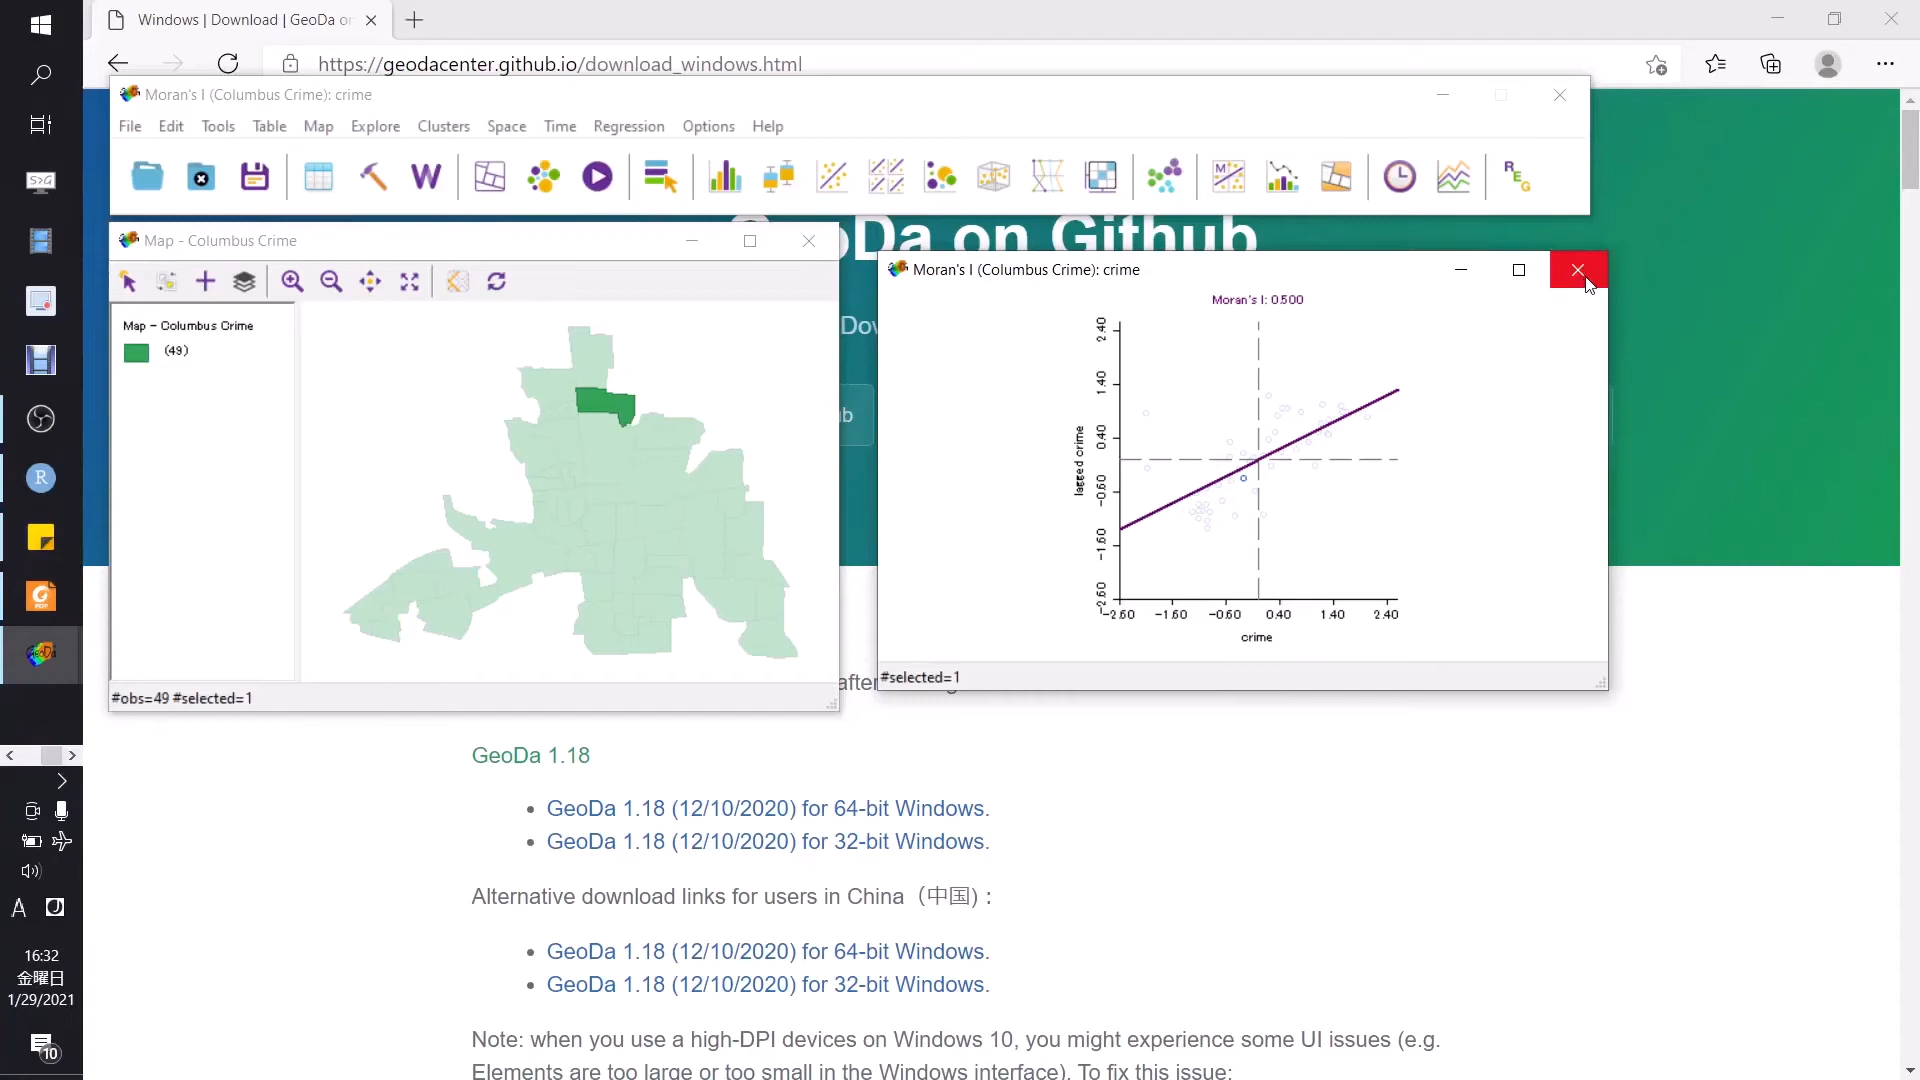 Windows | Download | GeoDa on
https://geodacenter.github.io/download_windows.html
Moran's I (Columbus Crime): crime
File Edit Tools Table Map Explore Clusters Space Time Regression Options Help
W
M
REG
GeoDa on Github
Map - Columbus Crime
Map - Columbus Crime
(49)
#obs=49 #selected=1
Moran's I (Columbus Crime): crime
Moran's I: 0.500
2.40
1.40
0.40
-0.60
-1.60
-2.60
lagged crime
-2.60 -1.60 -0.60 0.40 1.40 2.40
crime
#selected=1
Dow
ub
after
GeoDa 1.18
GeoDa 1.18 (12/10/2020) for 64-bit Windows.
GeoDa 1.18 (12/10/2020) for 32-bit Windows.
Alternative download links for users in China（中国) :
GeoDa 1.18 (12/10/2020) for 64-bit Windows.
GeoDa 1.18 (12/10/2020) for 32-bit Windows.
Note: when you use a high-DPI devices on Windows 10, you might experience some UI issues (e.g.
Elements are too large or too small in the Windows interface). To fix this issue:
R
PDF
GeoDa
A J
16:32
金曜日
1/29/2021
10